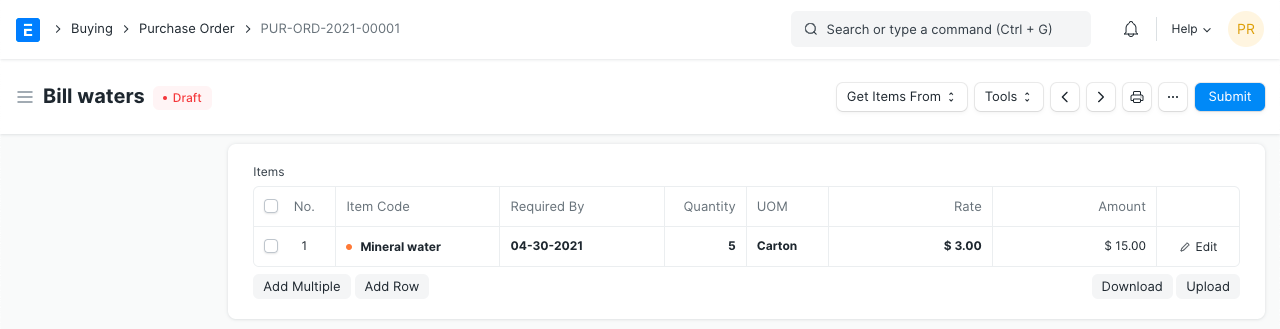 E Buying Purchase Order PUR-ORD-2021-00001 Search or type a command (Ctrl + G) Help PR
Bill waters Draft Get Items From Tools ... Submit
Items
No. Item Code Required By Quantity UOM Rate Amount
1 Mineral water 04-30-2021 5 Carton $ 3.00 $ 15.00 Edit
Add Multiple Add Row Download Upload